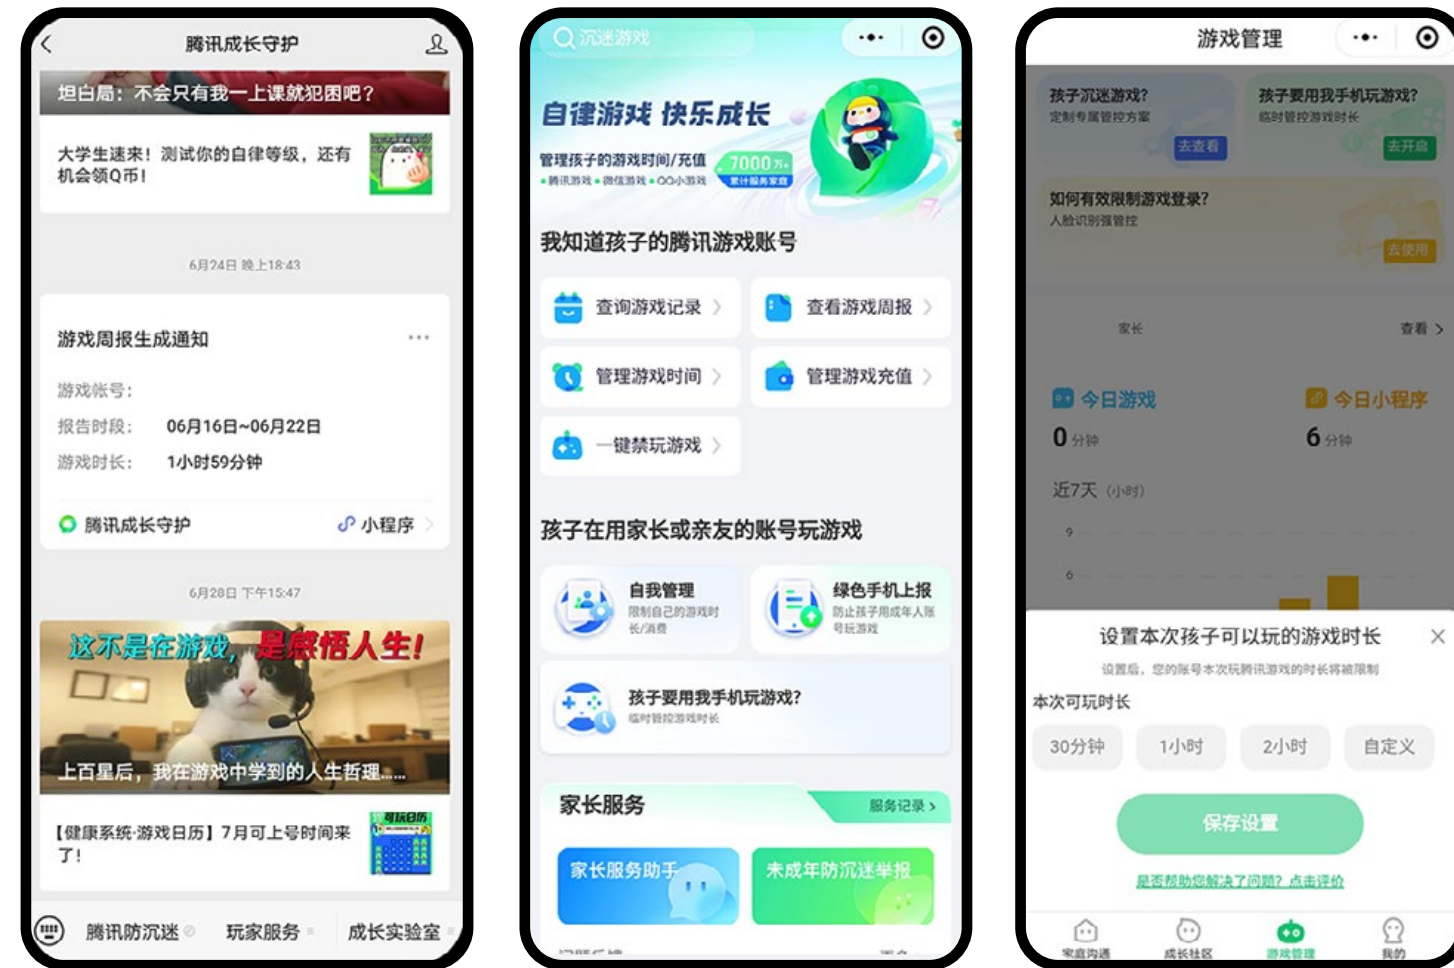 腾讯成长守护
坦白局：不会只有我一上课就犯困吧？
大学生速来！测试你的自律等级，还有
机会领Q币！
6月24日 晚上18:43
游戏周报生成通知
游戏帐号：
报告时段： 06月16日~06月22日
游戏时长： 1小时59分钟
腾讯成长守护 小程序
6月28日 下午15:47
这不是在游戏，是感悟人生！
上百星后，我在游戏中学到的人生哲理......
【健康系统·游戏日历】7月可上号时间来
了！
可玩日历
腾讯防沉迷 玩家服务 成长实验室
沉迷游戏
自律游戏 快乐成长
管理孩子的游戏时间/充值
•腾讯游戏 •微信游戏 •QQ小游戏
7000万+
累计服务家庭
我知道孩子的腾讯游戏账号
查询游戏记录 查看游戏周报
管理游戏时间 管理游戏充值
一键禁玩游戏
孩子在用家长或亲友的账号玩游戏
自我管理
限制自己的游戏时
长/消费
绿色手机上报
防止孩子用成年人账
号玩游戏
孩子要用我手机玩游戏？
临时管控游戏时长
家长服务 服务记录
家长服务助手 未成年防沉迷举报
游戏管理
孩子沉迷游戏？
定制专属管控方案
去查看
孩子要用我手机玩游戏？
临时管控游戏时长
去开启
如何有效限制游戏登录？
人脸识别强管控
去使用
家长 查看
今日游戏 今日小程序
0分钟 6分钟
近7天（小时）
9
6
设置本次孩子可以玩的游戏时长
设置后，您的账号本次玩腾讯游戏的时长将被限制
本次可玩时长
30分钟 1小时 2小时 自定义
保存设置
是否帮助您解决了问题？点击评价
家庭沟通 成长社区 游戏管理 我的